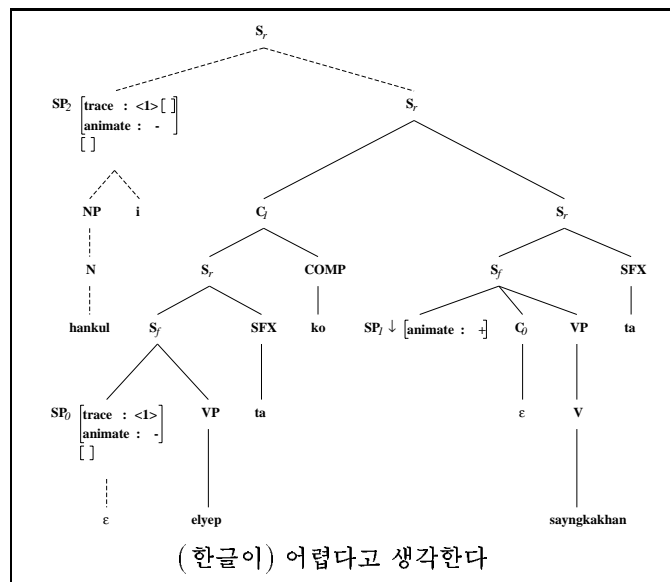 S_r
SP_2 [trace : <1> [ ] S_r
animate : -]
[ ]
NP i C_l S_r
N S_r COMP S_f SFX
hankul S_f SFX ko SP_1 ↓ [animate : +] C_0 VP ta
SP_0 [trace : <1> VP ta ε V
animate : -]
[ ]
ε elyep sayngkakhan
(한글이) 어렵다고 생각한다